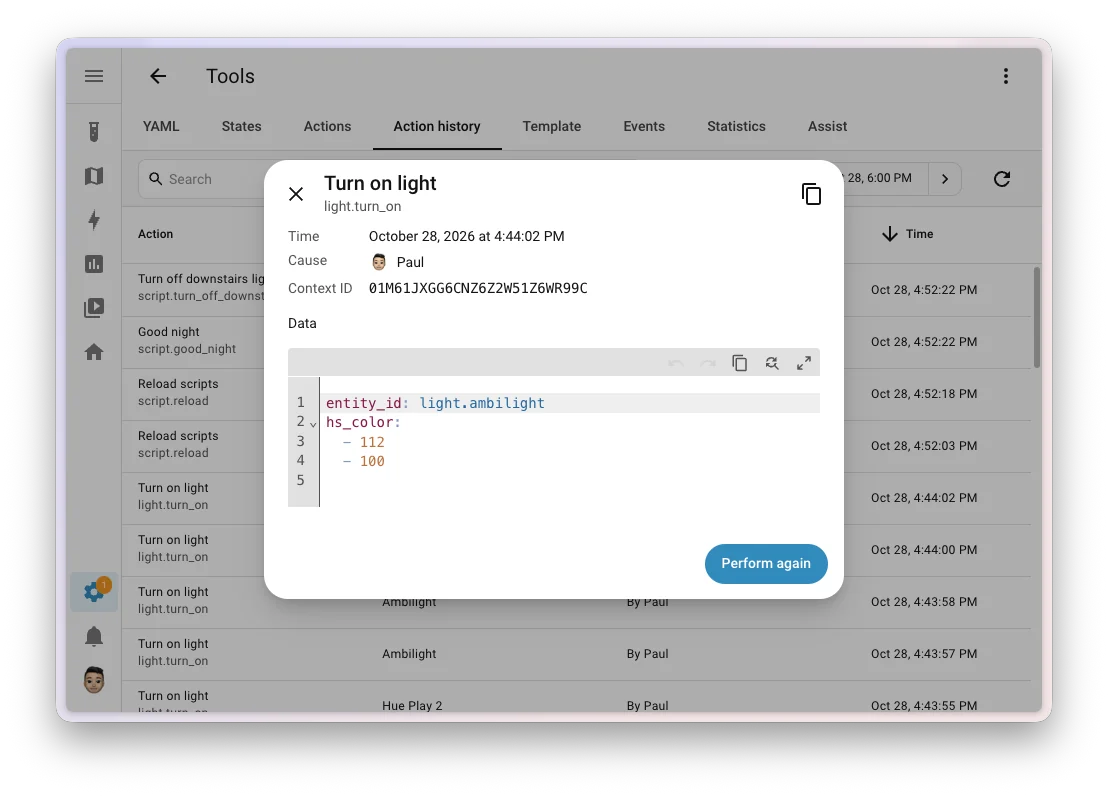 Tools
YAML States Actions Action history Template Events Statistics Assist
Search
28, 6:00 PM
Action
Time
Turn off downstairs lig
script.turn_off_downst
Oct 28, 4:52:22 PM
Good night
script.good_night
Oct 28, 4:52:22 PM
Reload scripts
script.reload
Oct 28, 4:52:18 PM
Reload scripts
script.reload
Oct 28, 4:52:03 PM
Turn on light
light.turn_on
Oct 28, 4:44:02 PM
Turn on light
light.turn_on
Oct 28, 4:44:00 PM
Turn on light
light.turn_on
Ambilight
By Paul
Oct 28, 4:43:58 PM
Turn on light
light.turn_on
Ambilight
By Paul
Oct 28, 4:43:57 PM
Turn on light
light.turn_on
Hue Play 2
By Paul
Oct 28, 4:43:55 PM
1
Turn on light
light.turn_on
Time October 28, 2026 at 4:44:02 PM
Cause Paul
Context ID 01M61JXGG6CNZ6Z2W51Z6WR99C
Data
1 entity_id: light.ambilight
2 hs_color:
3 - 112
4 - 100
5
Perform again